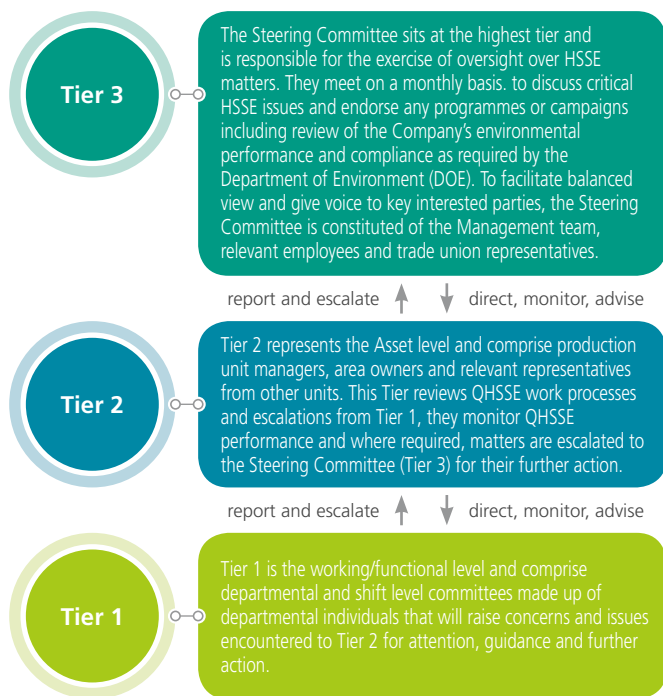 Tier 3
The Steering Committee sits at the highest tier and
is responsible for the exercise of oversight over HSSE
matters. They meet on a monthly basis. to discuss critical
HSSE issues and endorse any programmes or campaigns
including review of the Company's environmental
performance and compliance as required by the
Department of Environment (DOE). To facilitate balanced
view and give voice to key interested parties, the Steering
Committee is constituted of the Management team,
relevant employees and trade union representatives.
report and escalate direct, monitor, advise
Tier 2
Tier 2 represents the Asset level and comprise production
unit managers, area owners and relevant representatives
from other units. This Tier reviews QHSSE work processes
and escalations from Tier 1, they monitor QHSSE
performance and where required, matters are escalated to
the Steering Committee (Tier 3) for their further action.
report and escalate direct, monitor, advise
Tier 1
Tier 1 is the working/functional level and comprise
departmental and shift level committees made up of
departmental individuals that will raise concerns and issues
encountered to Tier 2 for attention, guidance and further
action.